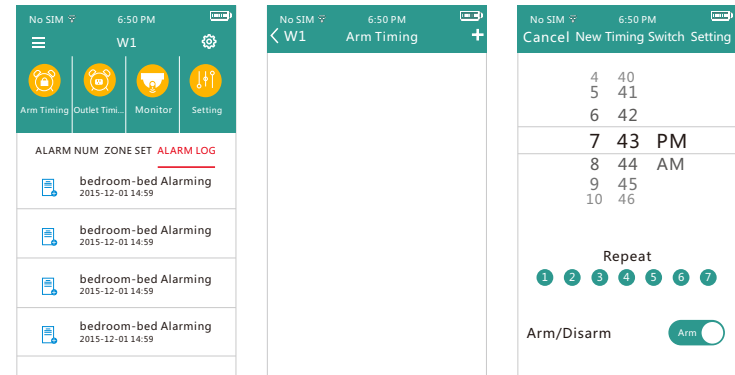 No SIM 6:50 PM
W1
Arm Timing Outlet Timi... Monitor Setting
ALARM NUM ZONE SET ALARM LOG
bedroom-bed Alarming
2015-12-01 14:59
bedroom-bed Alarming
2015-12-01 14:59
bedroom-bed Alarming
2015-12-01 14:59
bedroom-bed Alarming
2015-12-01 14:59
No SIM 6:50 PM
W1 Arm Timing +
No SIM 6:50 PM
Cancel New Timing Switch Setting
4 40
5 41
6 42
7 43 PM
8 44 AM
9 45
10 46
Repeat
1 2 3 4 5 6 7
Arm/Disarm Arm